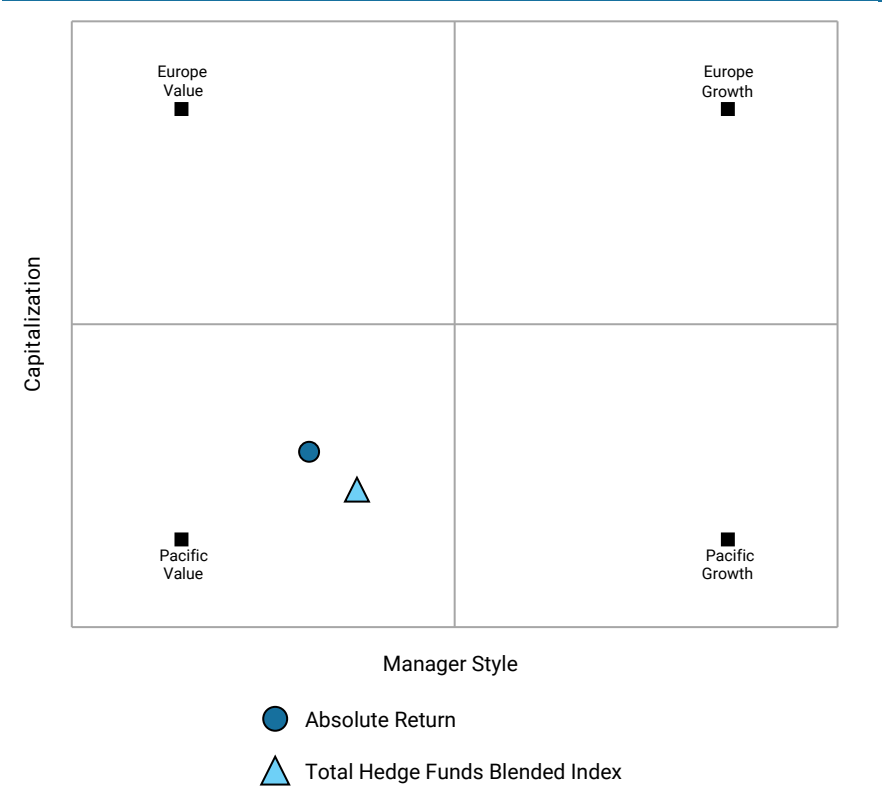 Europe
Value
Europe
Growth
Capitalization
Pacific
Value
Pacific
Growth
Manager Style
Absolute Return
Total Hedge Funds Blended Index